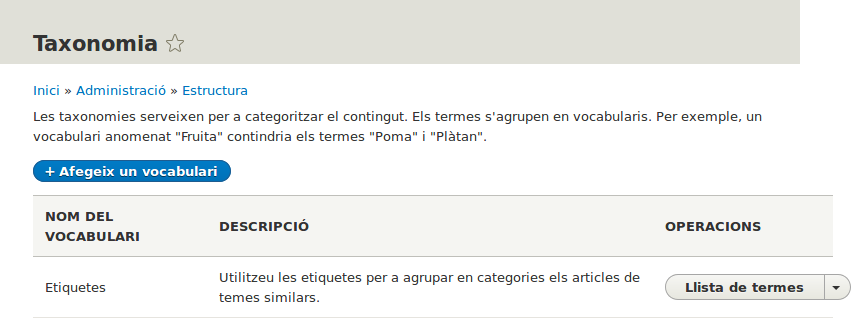 Taxonomia
Inici » Administració » Estructura
Les taxonomies serveixen per a categoritzar el contingut. Els termes s'agrupen en vocabularis. Per exemple, un
vocabulari anomenat "Fruita" contindria els termes "Poma" i "Plàtan".
+ Afegeix un vocabulari
NOM DEL
VOCABULARI
DESCRIPCIÓ
OPERACIONS
Etiquetes
Utilitzeu les etiquetes per a agrupar en categories els articles de
temes similars.
Llista de termes